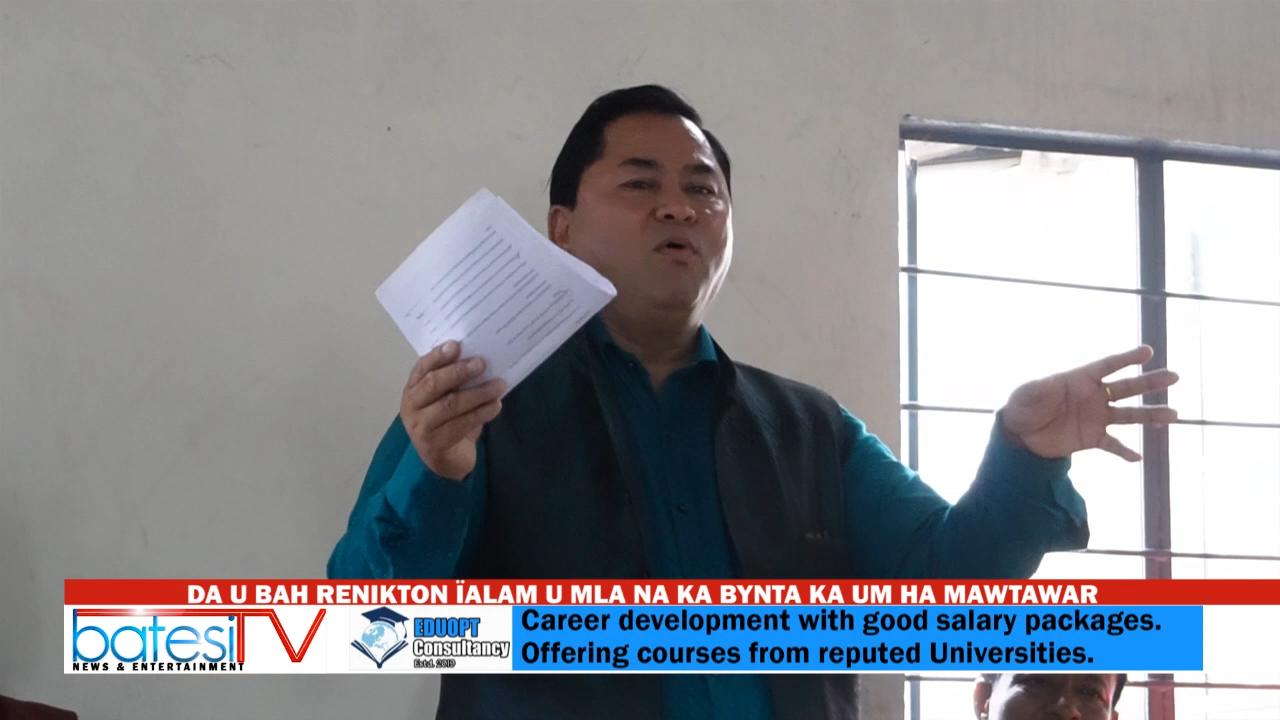 DA U BAH RENIKTON ÏALAM U MLA NA KA BYNTA KA UM HA MAWTAWAR
batesiTV
NEWS & ENTERTAINMENT
EDUOPT
Consultancy
Estd. 2019
Career development with good salary packages.
Offering courses from reputed Universities.